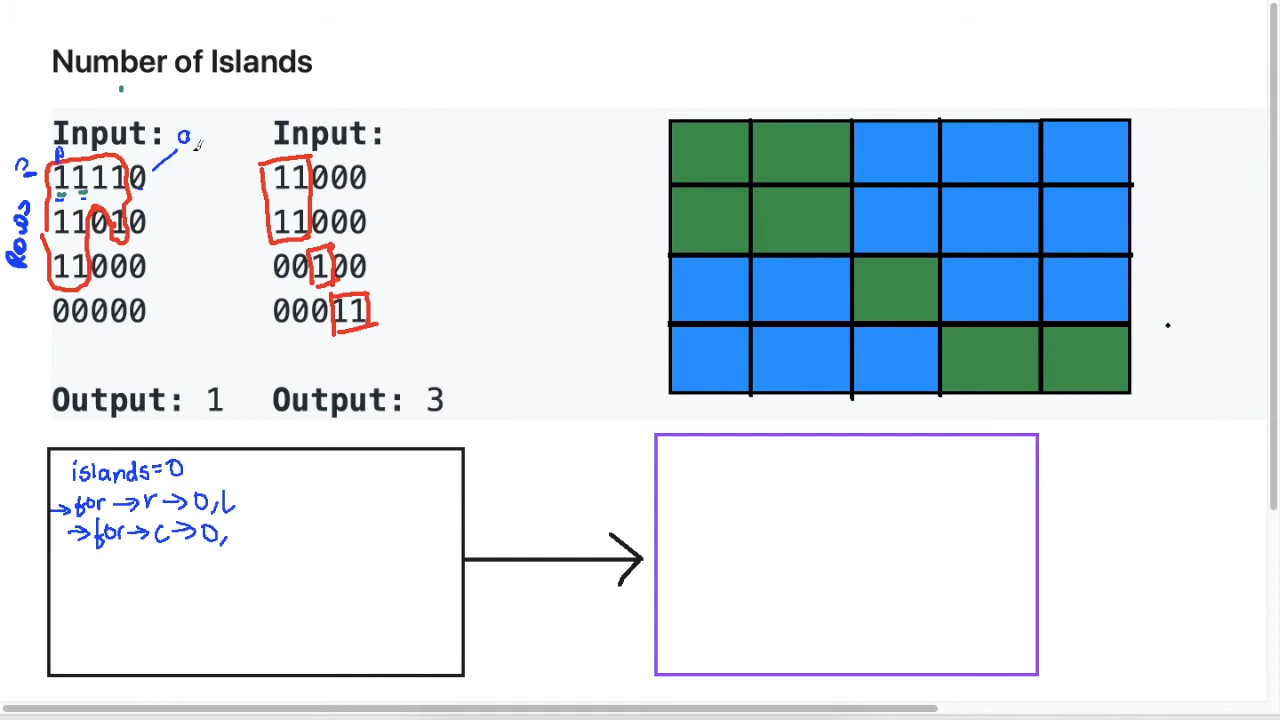 Number of Islands
Input: Input:
11110 11000
11010 11000
11000 00100
00000 00011
Output: 1 Output: 3
Rows
islands=0
→for→r→0,L
→for→c→0,